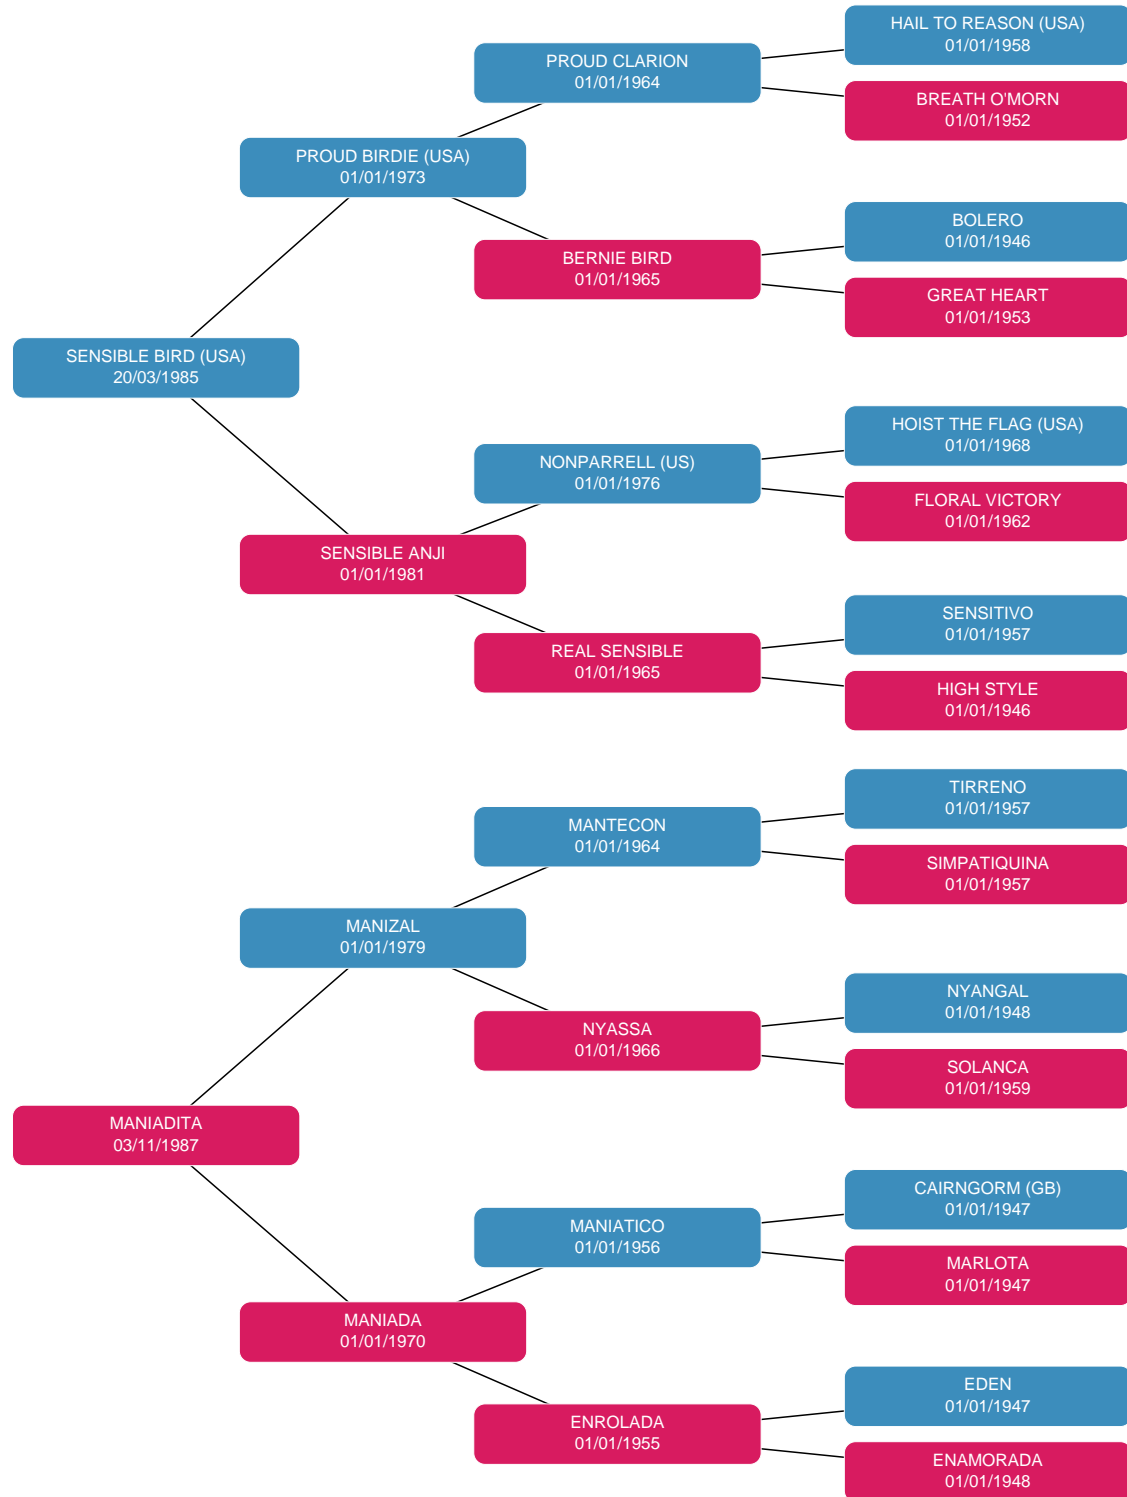 HAIL TO REASON (USA)
01/01/1958
PROUD CLARION
01/01/1964
BREATH O'MORN
01/01/1952
PROUD BIRDIE (USA)
01/01/1973
BOLERO
01/01/1946
BERNIE BIRD
01/01/1965
GREAT HEART
01/01/1953
SENSIBLE BIRD (USA)
20/03/1985
HOIST THE FLAG (USA)
01/01/1968
NONPARRELL (US)
01/01/1976
FLORAL VICTORY
01/01/1962
SENSIBLE ANJI
01/01/1981
SENSITIVO
01/01/1957
REAL SENSIBLE
01/01/1965
HIGH STYLE
01/01/1946
TIRRENO
01/01/1957
MANTECON
01/01/1964
SIMPATIQUINA
01/01/1957
MANIZAL
01/01/1979
NYANGAL
01/01/1948
NYASSA
01/01/1966
SOLANCA
01/01/1959
MANIADITA
03/11/1987
CAIRNGORM (GB)
01/01/1947
MANIATICO
01/01/1956
MARLOTA
01/01/1947
MANIADA
01/01/1970
EDEN
01/01/1947
ENROLADA
01/01/1955
ENAMORADA
01/01/1948